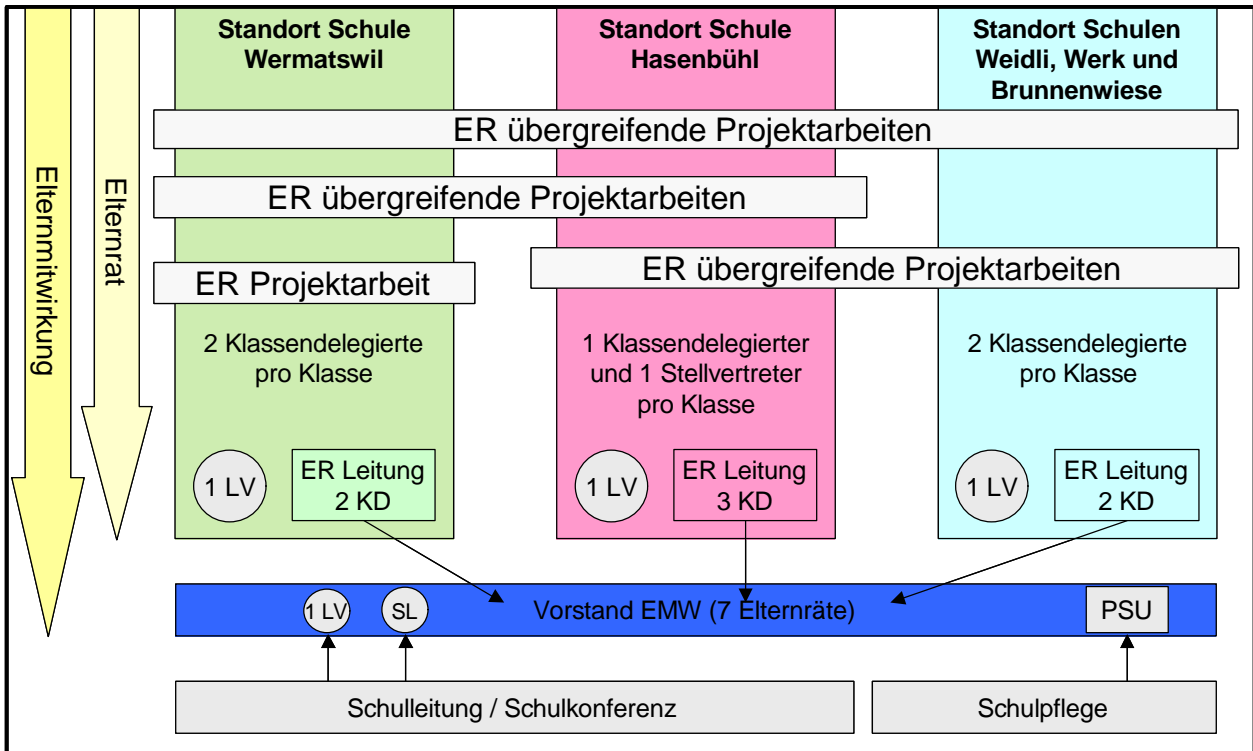 Standort Schule
Wermatswil
Standort Schule
Hasenbühl
Standort Schulen
Weidli, Werk und
Brunnenwiese
Elternmitwirkung
Elternrat
ER übergreifende Projektarbeiten
ER übergreifende Projektarbeiten
ER übergreifende Projektarbeiten
ER Projektarbeit
2 Klassendelegierte
pro Klasse
1 Klassendelegierter
und 1 Stellvertreter
pro Klasse
2 Klassendelegierte
pro Klasse
1 LV
ER Leitung
2 KD
1 LV
ER Leitung
3 KD
1 LV
ER Leitung
2 KD
1 LV
SL
Vorstand EMW (7 Elternräte)
PSU
Schulleitung / Schulkonferenz
Schulpflege